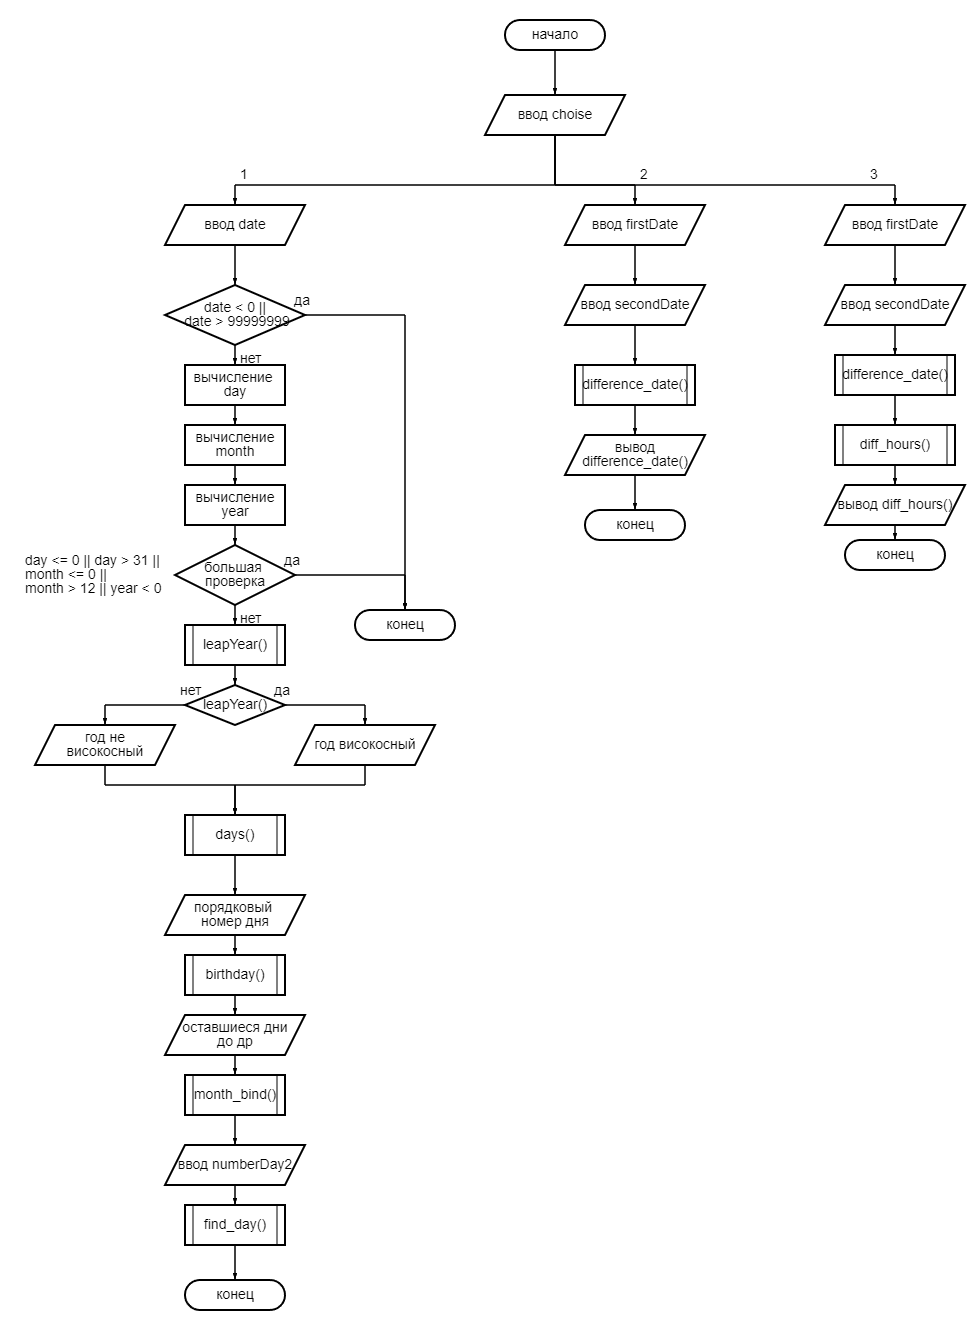 начало
ввод choise
1
2
3
ввод date
ввод firstDate
ввод firstDate
date < 0 ||
date > 99999999
да
нет
ввод secondDate
ввод secondDate
вычисление
day
difference_date()
difference_date()
вычисление
month
вывод
difference_date()
diff_hours()
вычисление
year
вывод diff_hours()
конец
конец
day <= 0 || day > 31 ||
month <= 0 ||
month > 12 || year < 0
большая
проверка
да
нет
конец
leapYear()
нет
leapYear()
да
год не
високосный
год високосный
days()
порядковый
номер дня
birthday()
оставшиеся дни
до др
month_bind()
ввод numberDay2
find_day()
конец